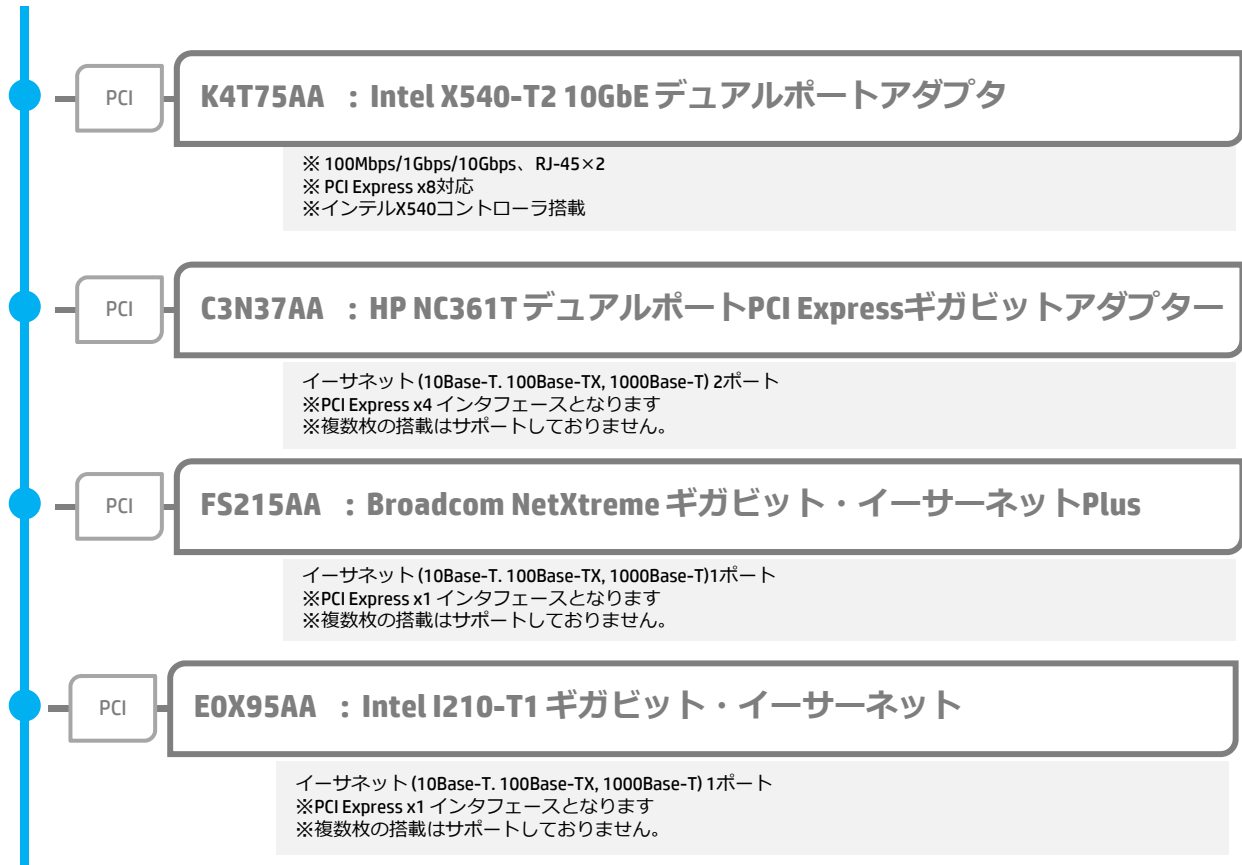 PCI
K4T75AA : Intel X540-T2 10GbE デュアルポートアダプタ
※ 100Mbps/1Gbps/10Gbps、RJ-45×2
※ PCI Express x8対応
※インテルX540コントローラ搭載
PCI
C3N37AA : HP NC361T デュアルポートPCI Expressギガビットアダプター
イーサネット (10Base-T. 100Base-TX, 1000Base-T) 2ポート
※PCI Express x4 インタフェースとなります
※複数枚の搭載はサポートしておりません。
PCI
FS215AA : Broadcom NetXtreme ギガビット・イーサーネットPlus
イーサネット (10Base-T. 100Base-TX, 1000Base-T)1ポート
※PCI Express x1 インタフェースとなります
※複数枚の搭載はサポートしておりません。
PCI
E0X95AA : Intel I210-T1 ギガビット・イーサーネット
イーサネット (10Base-T. 100Base-TX, 1000Base-T) 1ポート
※PCI Express x1 インタフェースとなります
※複数枚の搭載はサポートしておりません。